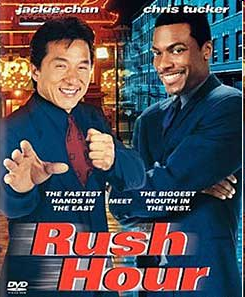 jackie chan chris tucker
THE FASTEST
HANDS IN
THE EAST
MEET
THE BIGGEST
MOUTH IN
THE WEST.
Rush
Hour
DVD